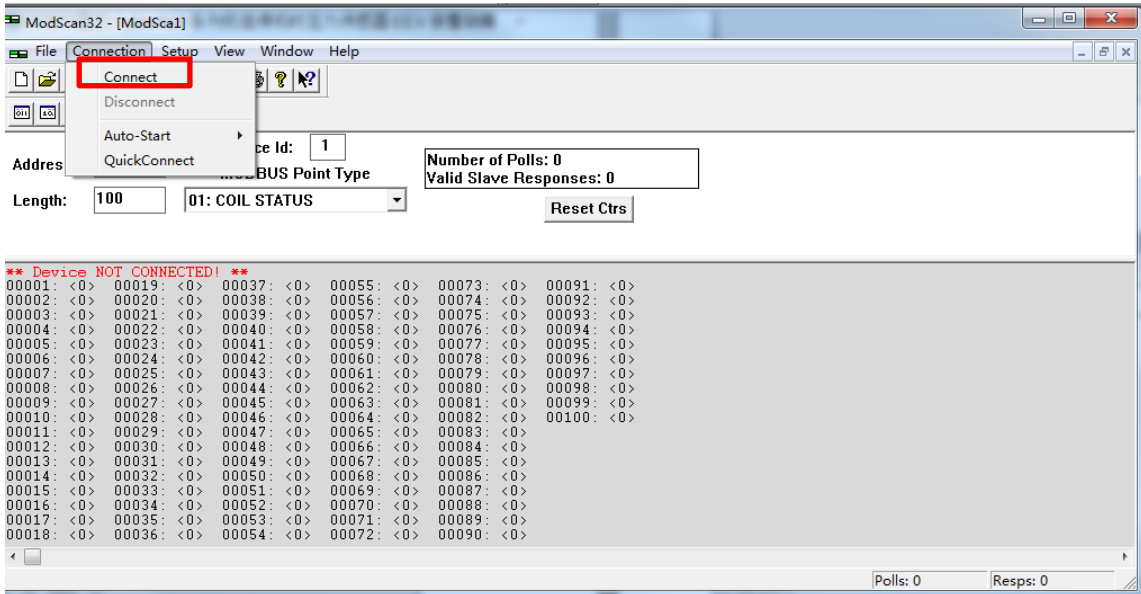 ModScan32 - [ModSca1]
File Connection Setup View Window Help
Connect
Disconnect
Auto-Start
QuickConnect
Addres
ce Id: 1
BUS Point Type
Length: 100
01: COIL STATUS
Number of Polls: 0
Valid Slave Responses: 0
Reset Ctrs
** Device NOT CONNECTED! **
00001: <0> 00019: <0> 00037: <0> 00055: <0> 00073: <0> 00091: <0>
00002: <0> 00020: <0> 00038: <0> 00056: <0> 00074: <0> 00092: <0>
00003: <0> 00021: <0> 00039: <0> 00057: <0> 00075: <0> 00093: <0>
00004: <0> 00022: <0> 00040: <0> 00058: <0> 00076: <0> 00094: <0>
00005: <0> 00023: <0> 00041: <0> 00059: <0> 00077: <0> 00095: <0>
00006: <0> 00024: <0> 00042: <0> 00060: <0> 00078: <0> 00096: <0>
00007: <0> 00025: <0> 00043: <0> 00061: <0> 00079: <0> 00097: <0>
00008: <0> 00026: <0> 00044: <0> 00062: <0> 00080: <0> 00098: <0>
00009: <0> 00027: <0> 00045: <0> 00063: <0> 00081: <0> 00099: <0>
00010: <0> 00028: <0> 00046: <0> 00064: <0> 00082: <0> 00100: <0>
00011: <0> 00029: <0> 00047: <0> 00065: <0> 00083: <0>
00012: <0> 00030: <0> 00048: <0> 00066: <0> 00084: <0>
00013: <0> 00031: <0> 00049: <0> 00067: <0> 00085: <0>
00014: <0> 00032: <0> 00050: <0> 00068: <0> 00086: <0>
00015: <0> 00033: <0> 00051: <0> 00069: <0> 00087: <0>
00016: <0> 00034: <0> 00052: <0> 00070: <0> 00088: <0>
00017: <0> 00035: <0> 00053: <0> 00071: <0> 00089: <0>
00018: <0> 00036: <0> 00054: <0> 00072: <0> 00090: <0>
Polls: 0 Resps: 0